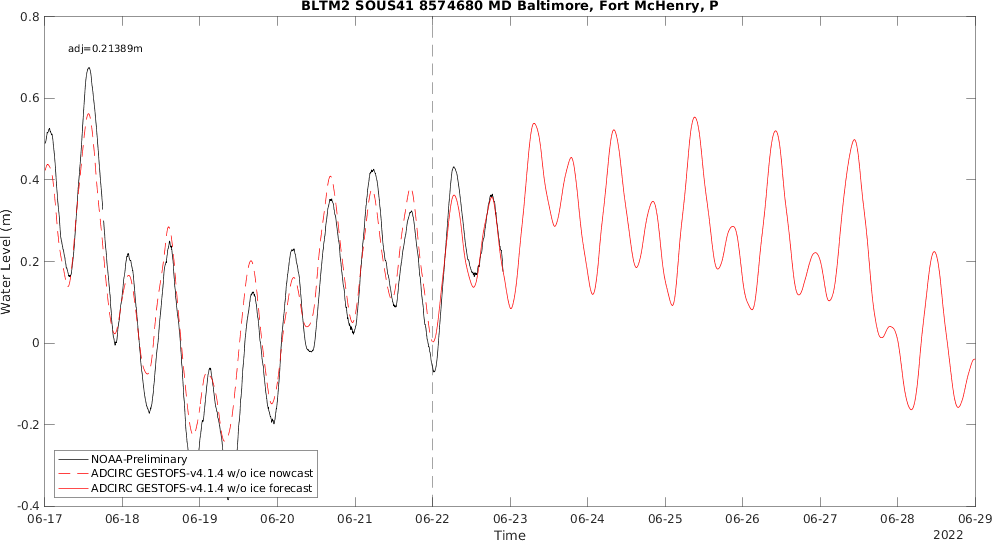 BLTM2 SOUS41 8574680 MD Baltimore, Fort McHenry, P
adj=0.21389m
Water Level (m)
0.8
0.6
0.4
0.2
0
-0.2
-0.4
NOAA-Preliminary
ADCIRC GESTOFS-v4.1.4 w/o ice nowcast
ADCIRC GESTOFS-v4.1.4 w/o ice forecast
06-17 06-18 06-19 06-20 06-21 06-22 06-23 06-24 06-25 06-26 06-27 06-28 06-29
Time
2022